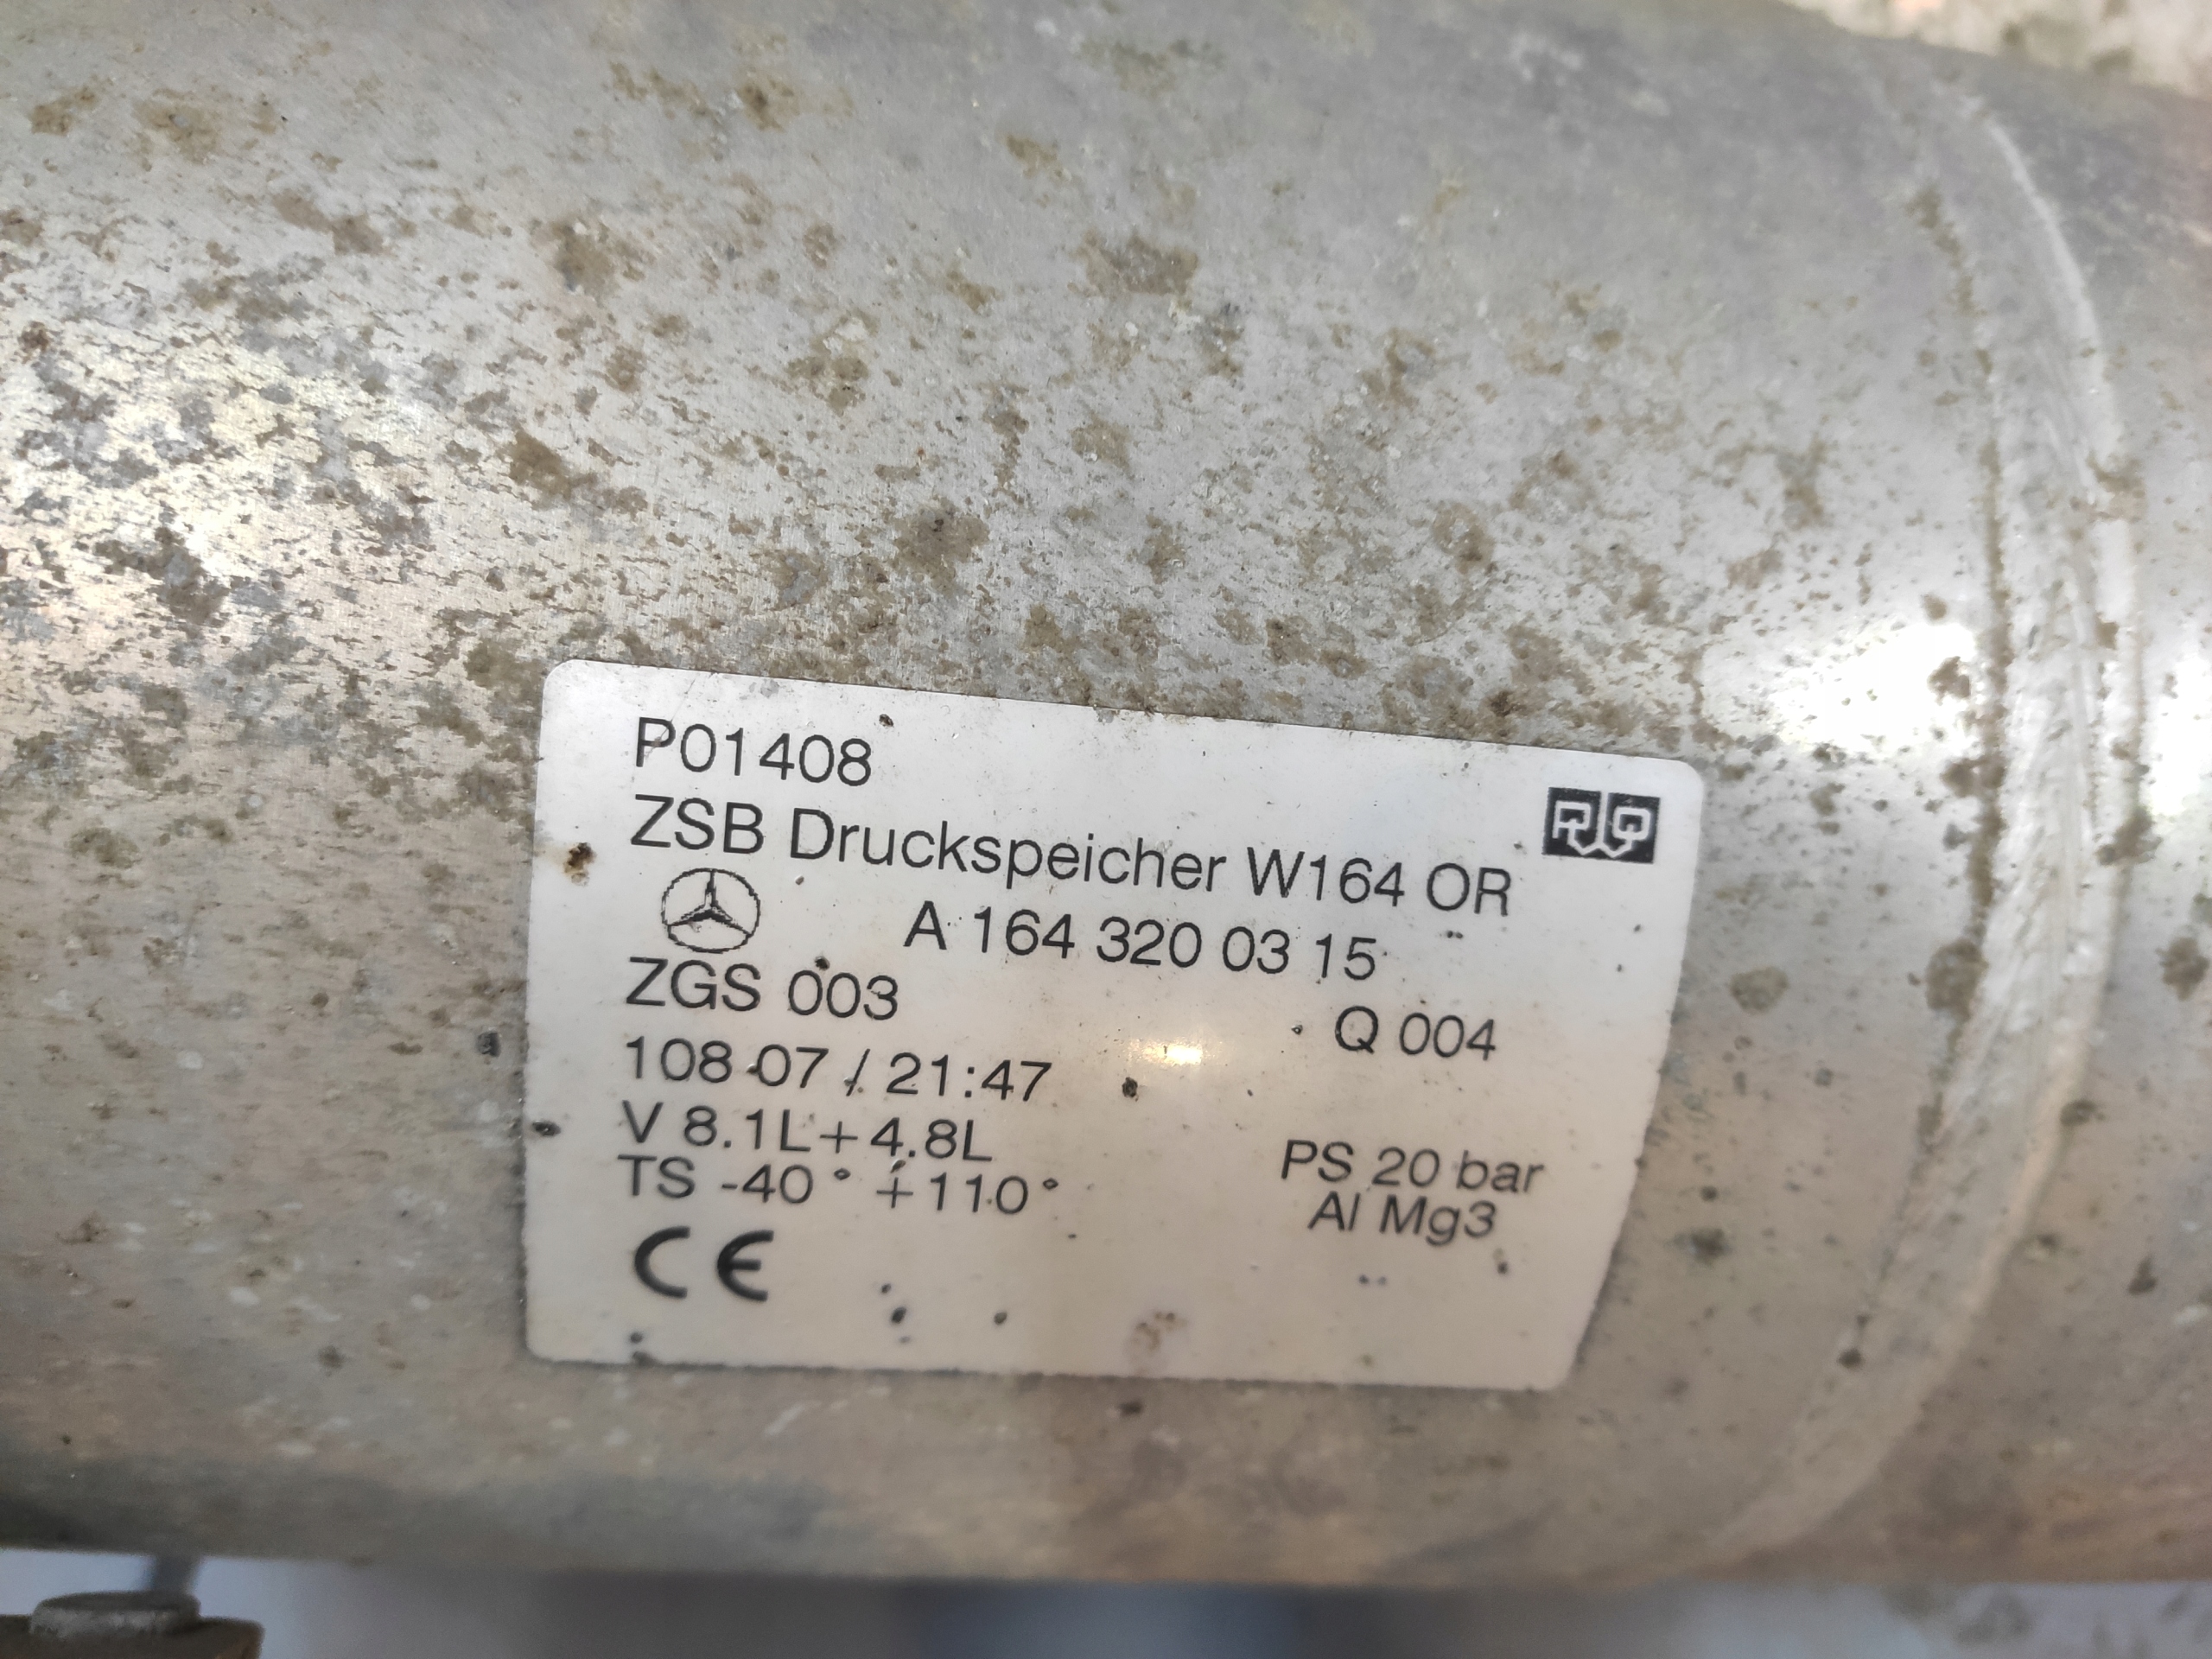 P01408
ZSB Druckspeicher W164 OR
A 164 320 03 15
ZGS 003 Q 004
108 07 / 21:47
V 8.1L+4.8L
TS -40° +110° PS 20 bar
Al Mg3
CE